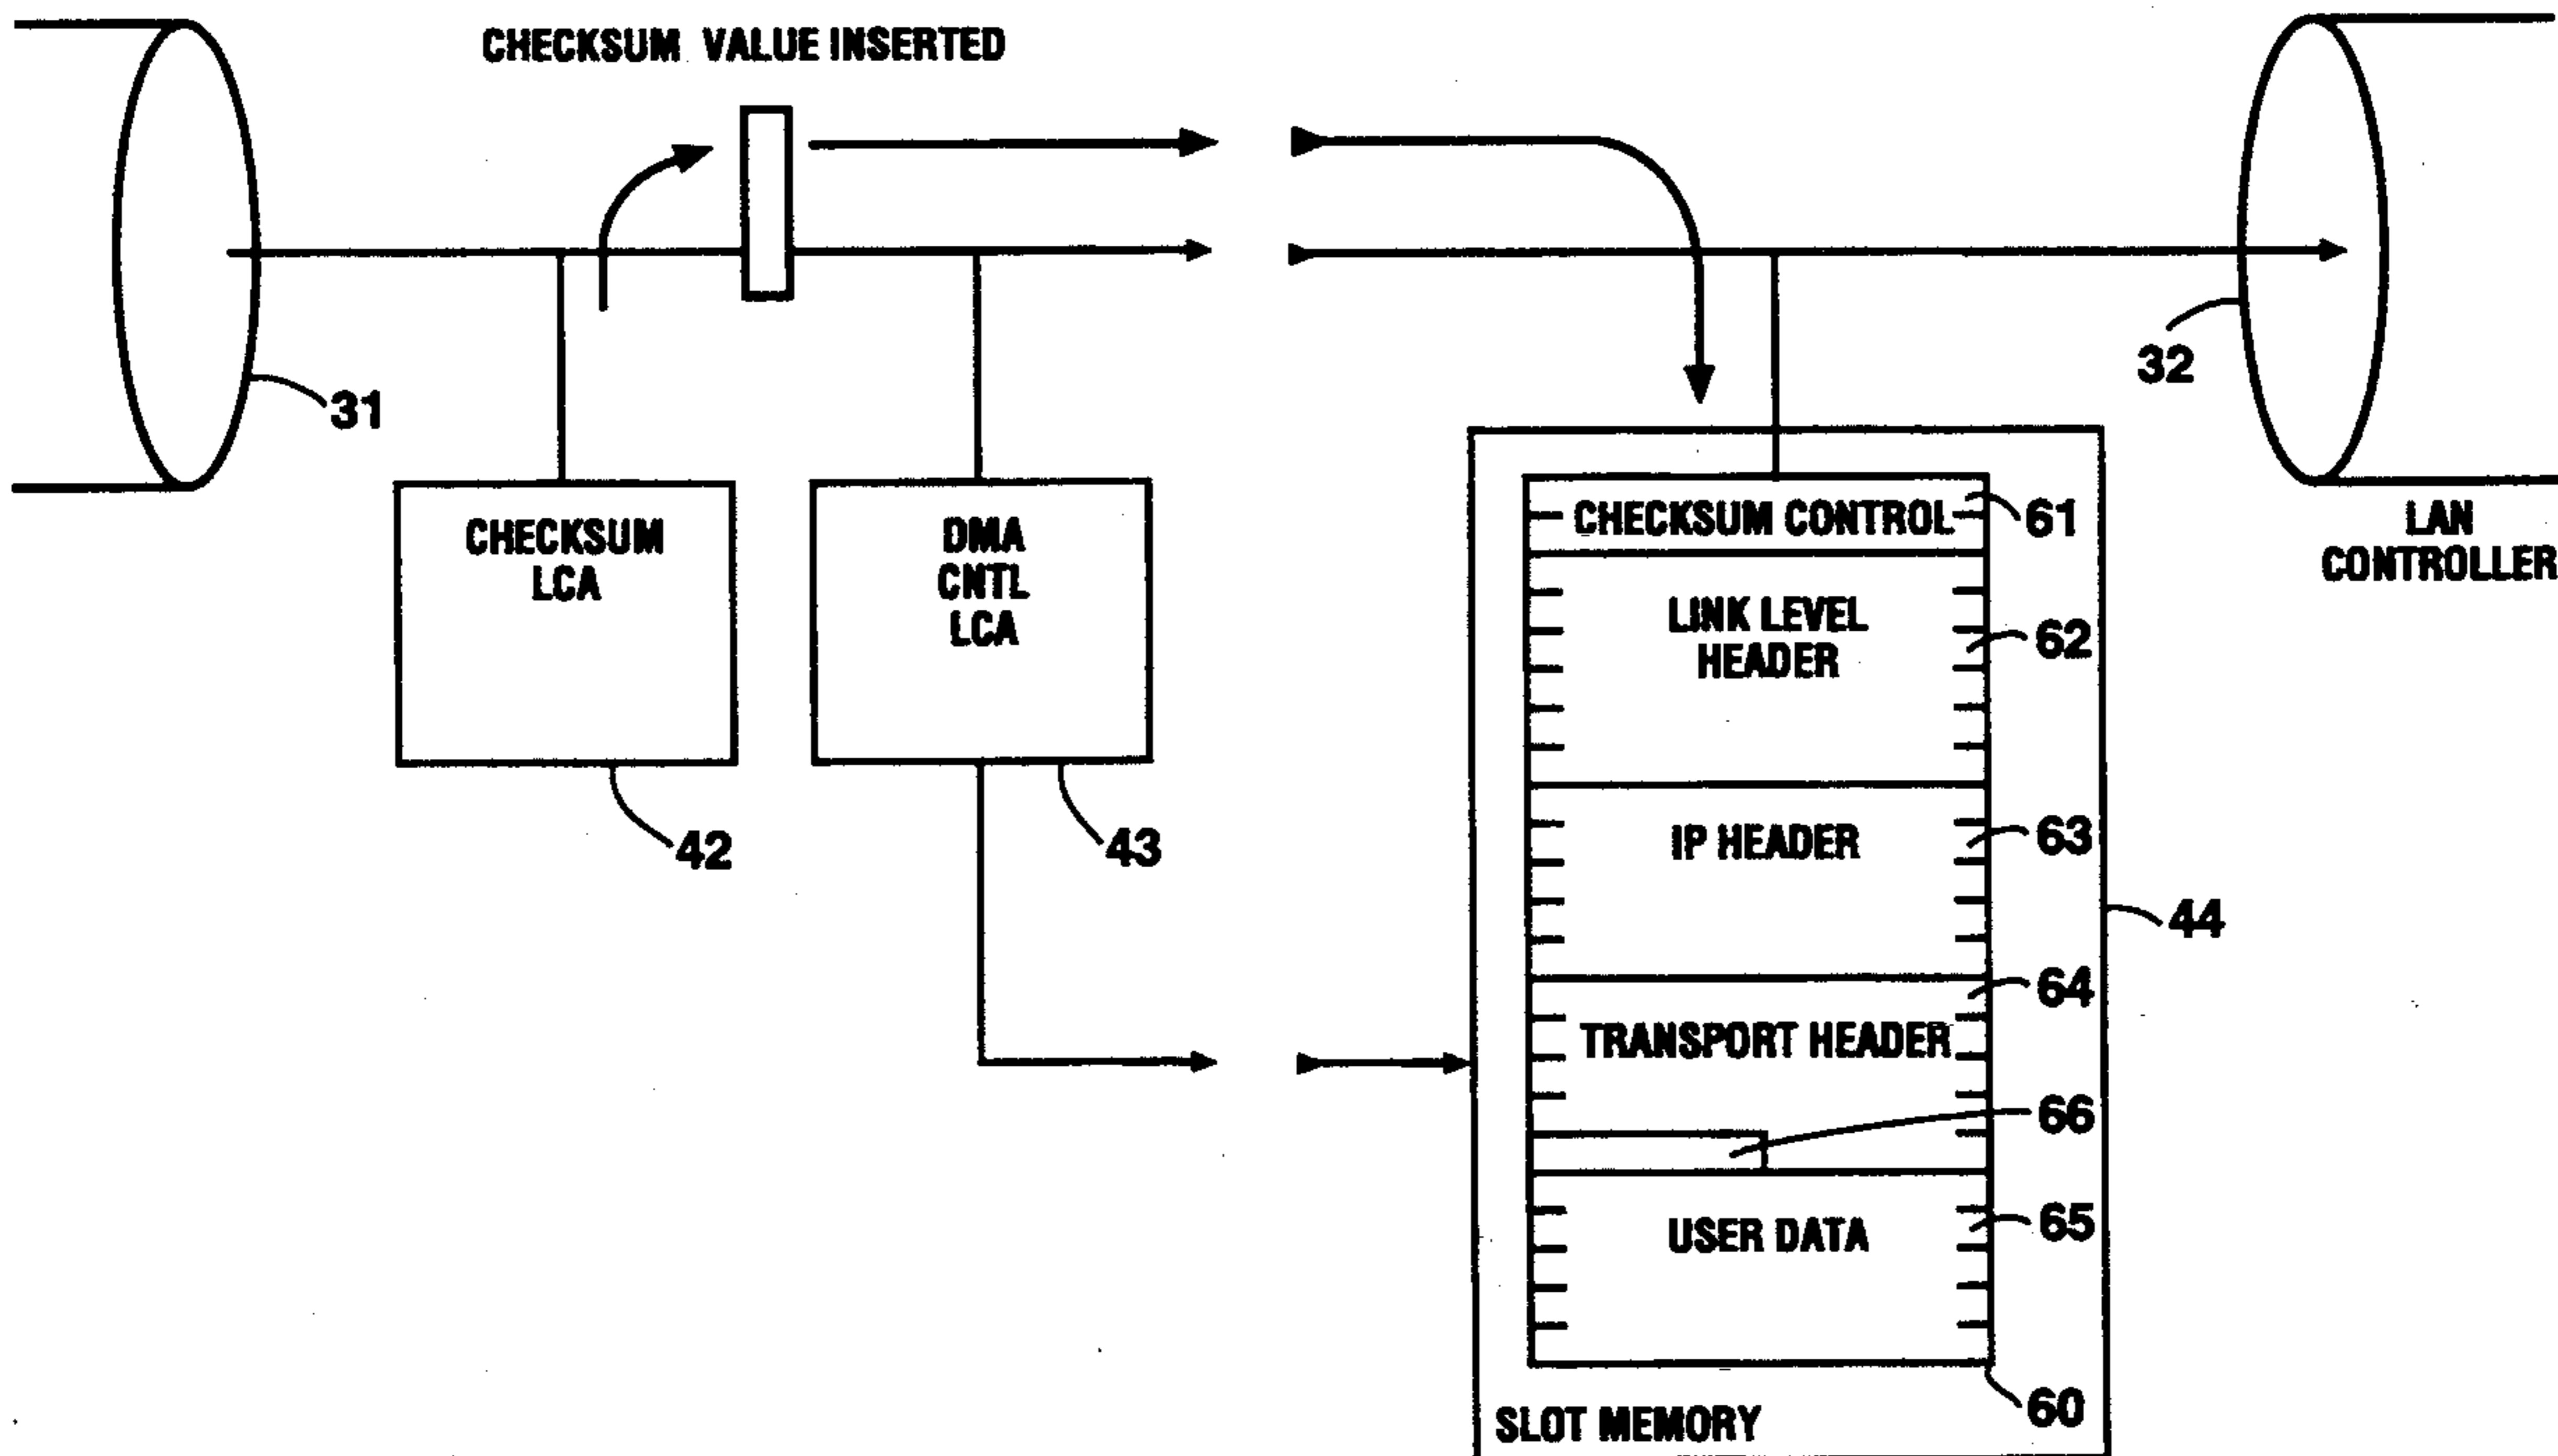 CHECKSUM VALUE INSERTED
31
32
LAN
CONTROLLER
CHECKSUM
LCA
42
DMA
CNTL
LCA
43
CHECKSUM CONTROL
61
LINK LEVEL
HEADER
62
IP HEADER
63
44
64
TRANSPORT HEADER
66
USER DATA
65
60
SLOT MEMORY